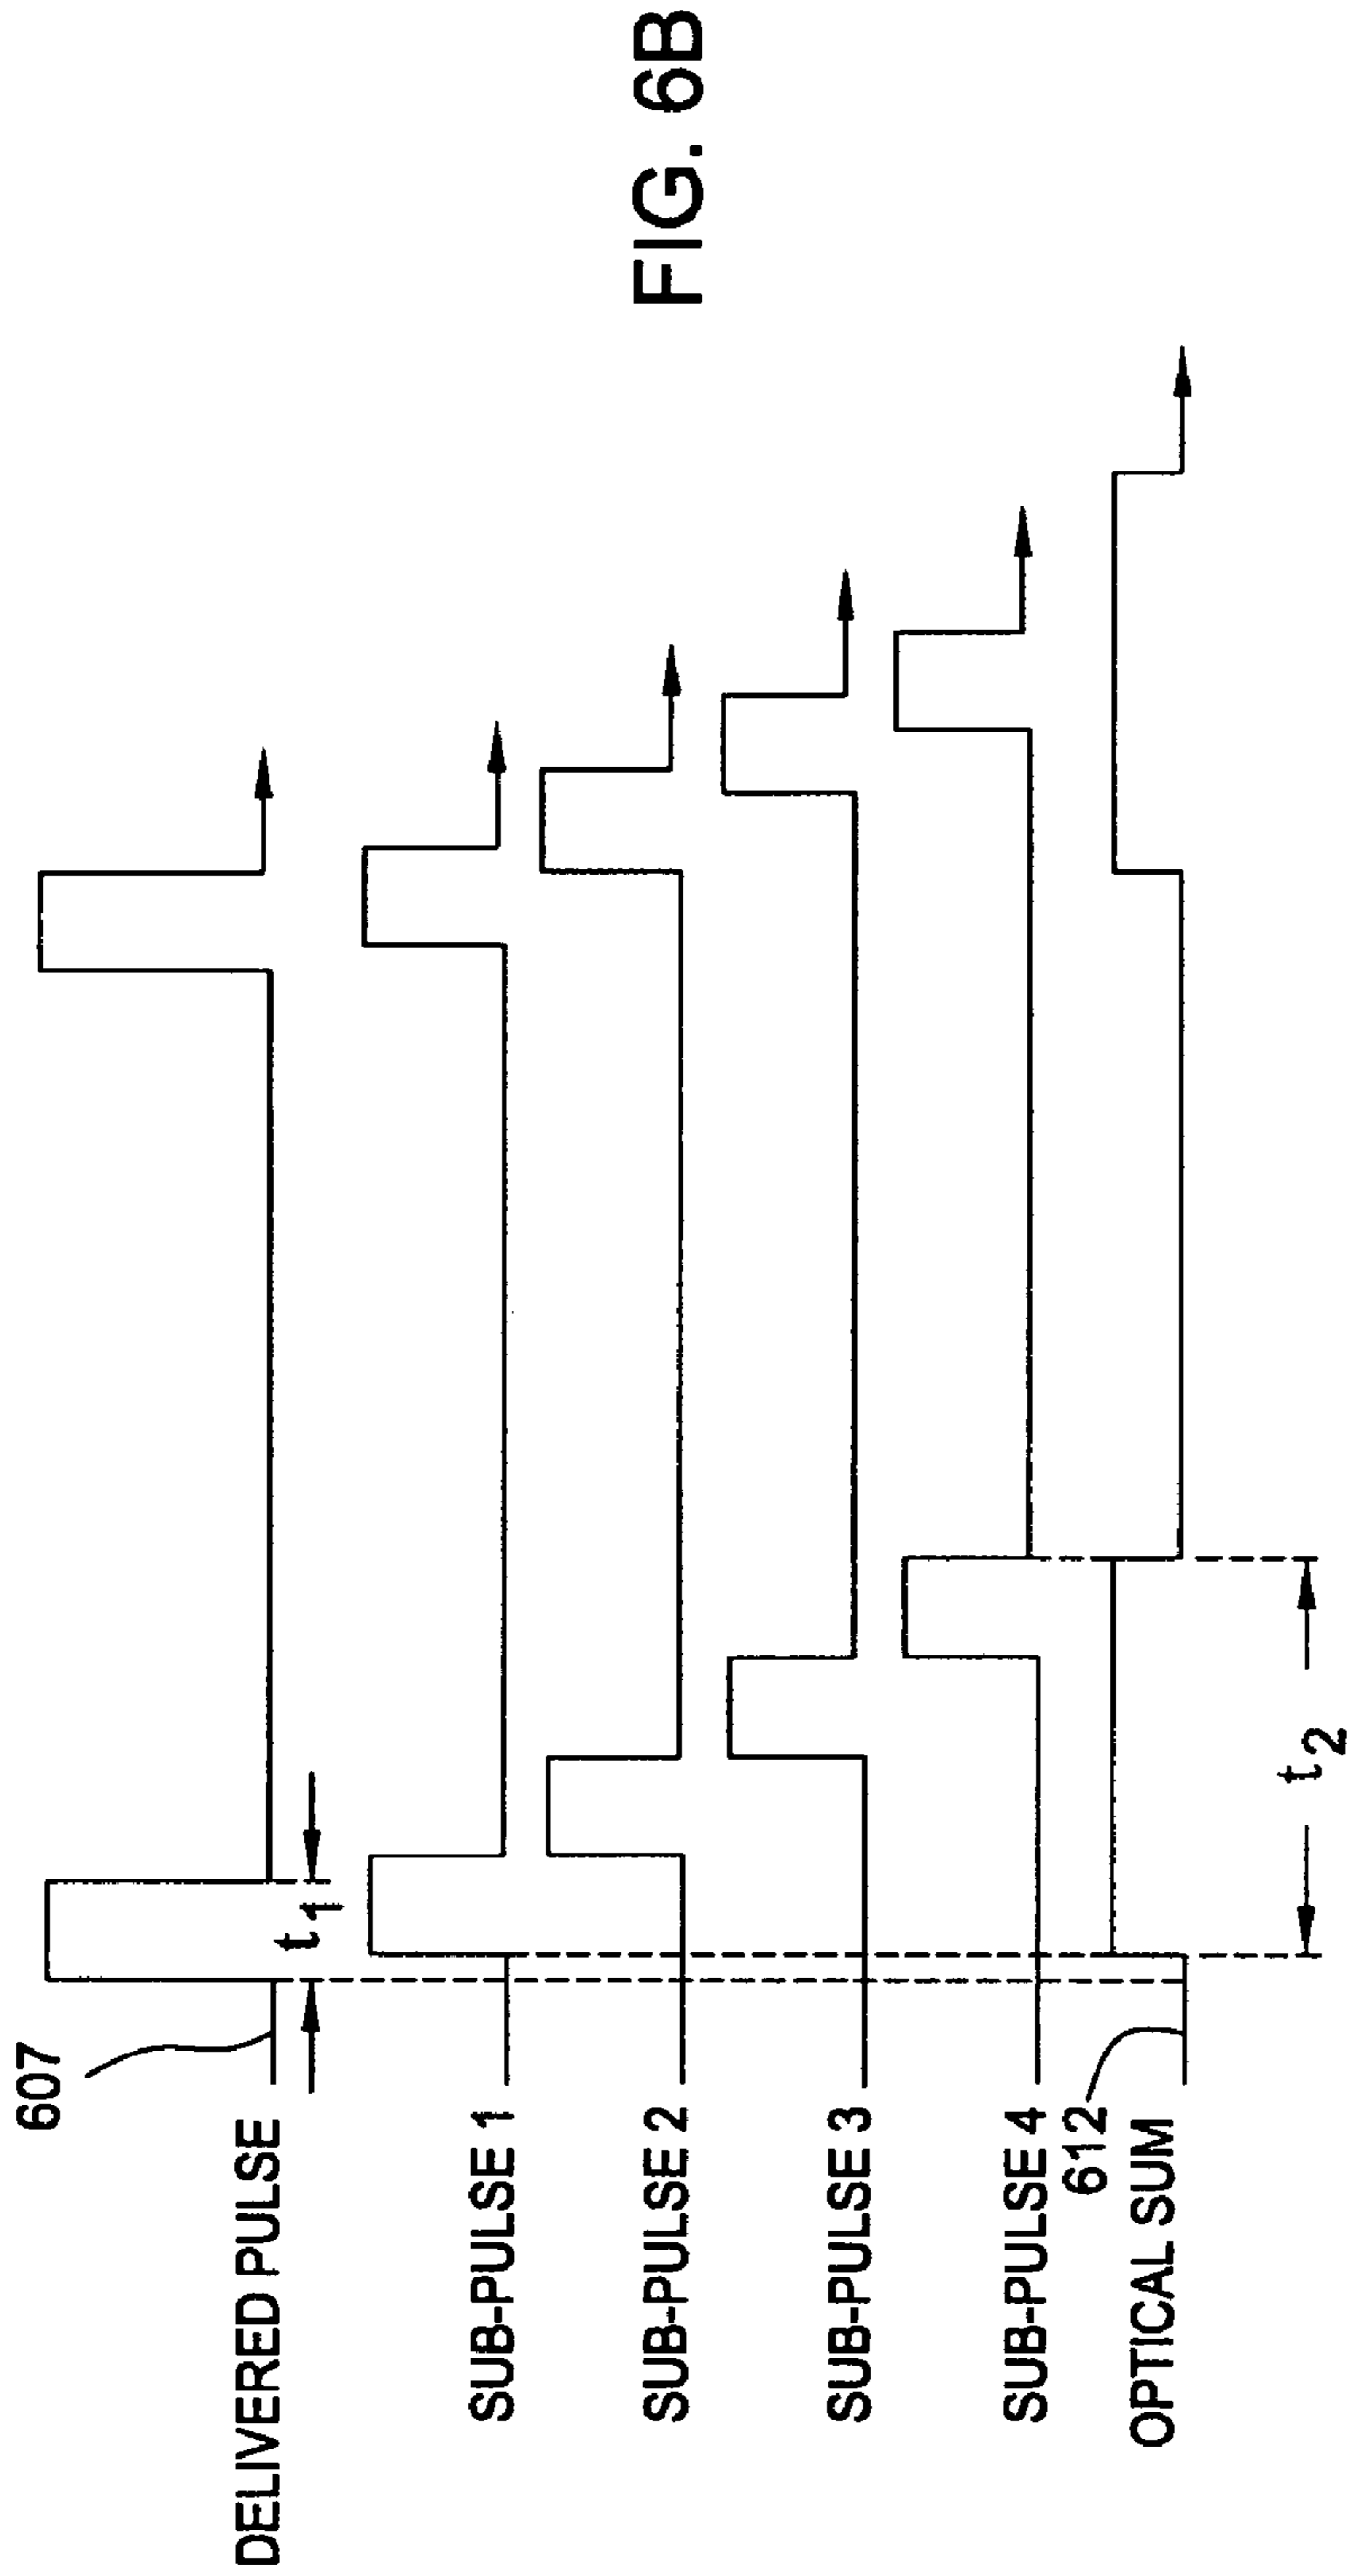 607
DELIVERED PULSE
t1
SUB-PULSE 1
SUB-PULSE 2
SUB-PULSE 3
SUB-PULSE 4
612
OPTICAL SUM
t2
FIG. 6B